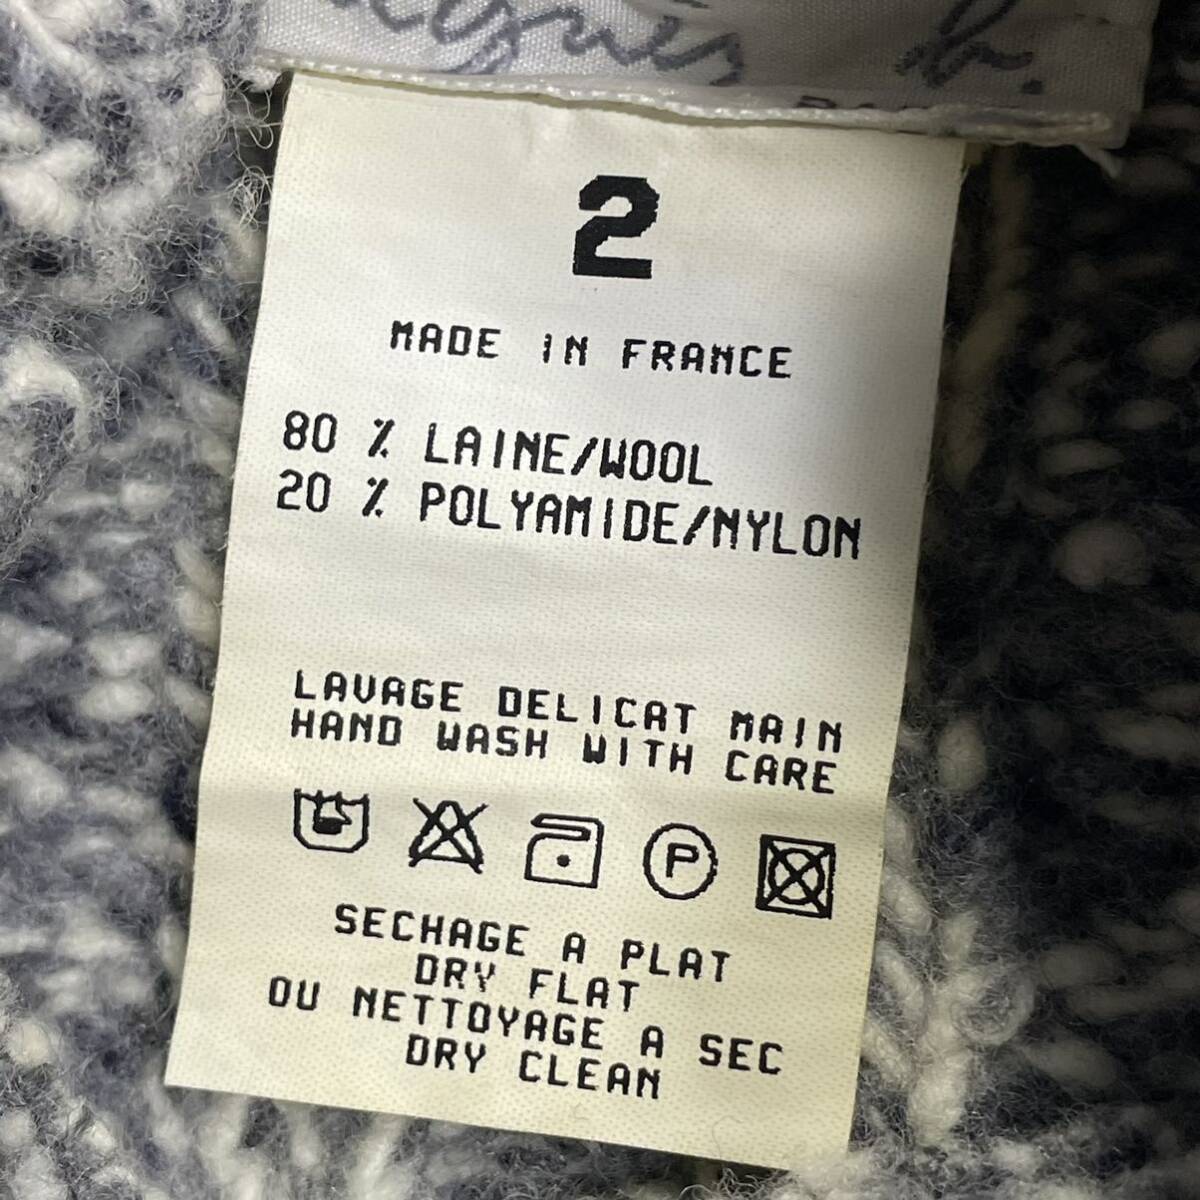 agnès b.
2
MADE IN FRANCE
80 % LAINE/WOOL
20 % POLYAMIDE/NYLON
LAVAGE DELICAT MAIN
HAND WASH WITH CARE
P
SECHAGE A PLAT
DRY FLAT
OU NETTOYAGE A SEC
DRY CLEAN